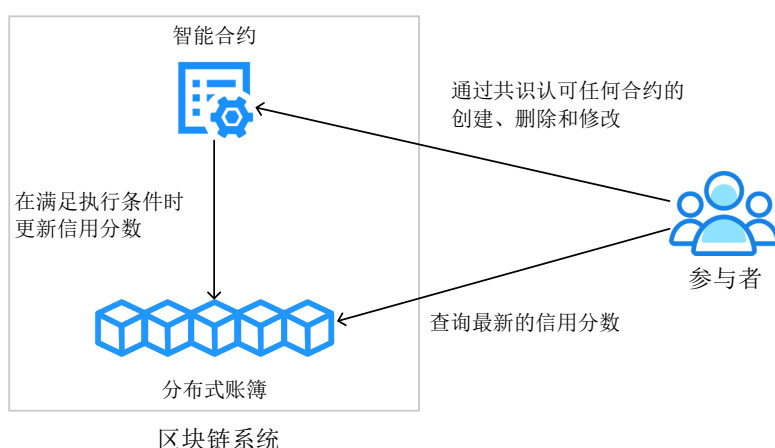 智能合约
通过共识认可任何合约的
创建、删除和修改
在满足执行条件时
更新信用分数
参与者
查询最新的信用分数
分布式账簿
区块链系统